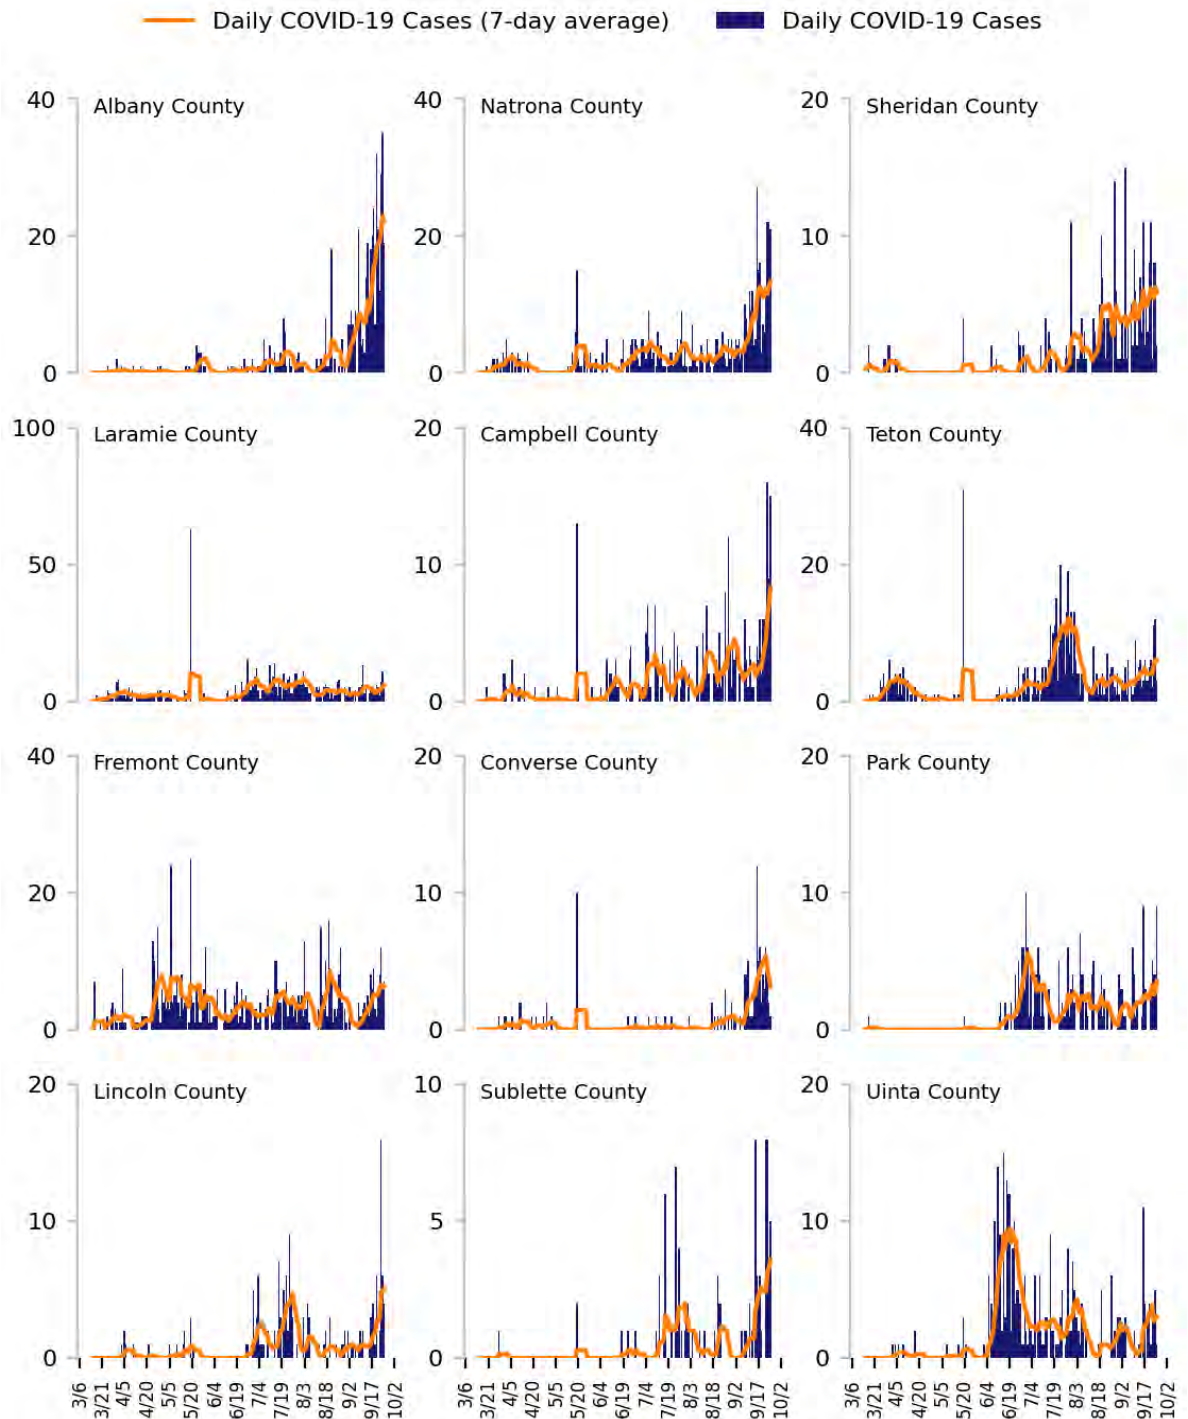 Daily COVID-19 Cases (7-day average) Daily COVID-19 Cases
40 Albany County 40 Natrona County 20 Sheridan County
20 20 10
0 0 0
100 Laramie County 20 Campbell County 40 Teton County
50 10 20
0 0 0
40 Fremont County 20 Converse County 20 Park County
20 10 10
0 0 0
20 Lincoln County 10 Sublette County 20 Uinta County
10 5 10
0 0 0
3/6 3/21 4/5 4/20 5/5 5/20 6/4 6/19 7/4 7/19 8/3 8/18 9/2 9/17 10/2 3/6 3/21 4/5 4/20 5/5 5/20 6/4 6/19 7/4 7/19 8/3 8/18 9/2 9/17 10/2 3/6 3/21 4/5 4/20 5/5 5/20 6/4 6/19 7/4 7/19 8/3 8/18 9/2 9/17 10/2